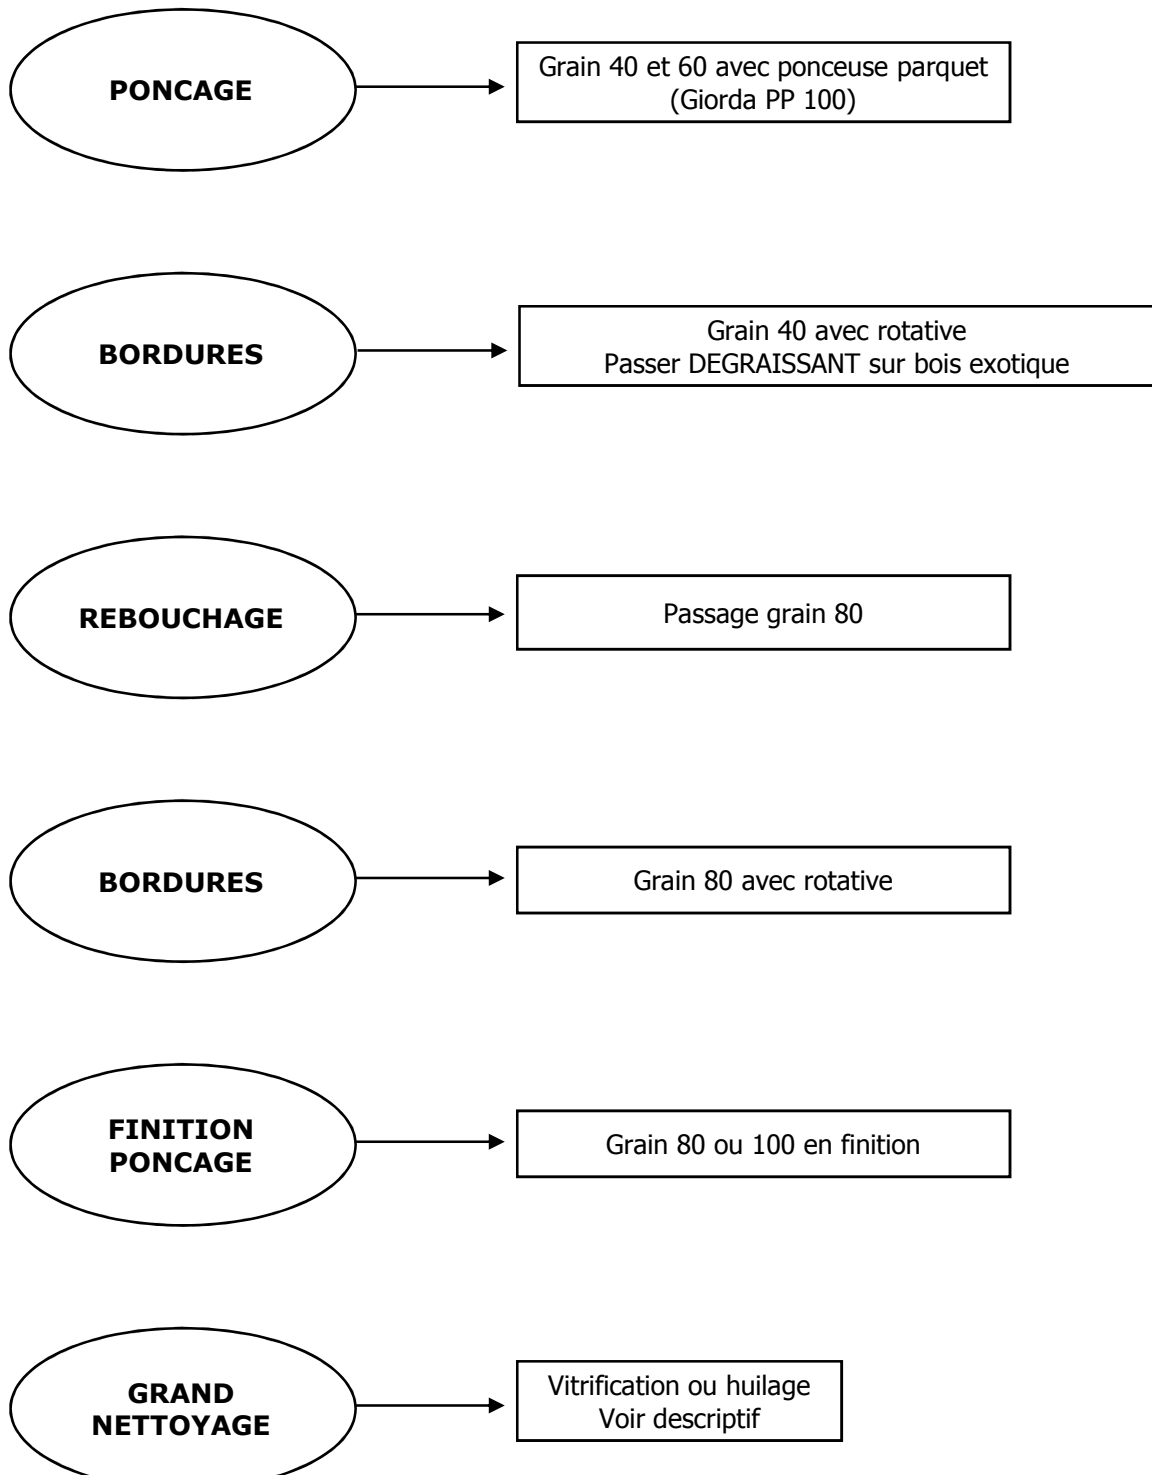 PONCAGE
Grain 40 et 60 avec ponceuse parquet
(Giorda PP 100)
BORDURES
Grain 40 avec rotative
Passer DEGRAISSANT sur bois exotique
REBOUCHAGE
Passage grain 80
BORDURES
Grain 80 avec rotative
FINITION
PONCAGE
Grain 80 ou 100 en finition
GRAND
NETTOYAGE
Vitrification ou huilage
Voir descriptif